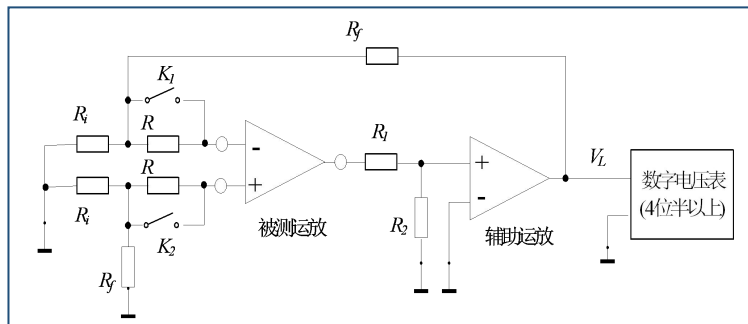 Rf
K1
Ri
R
R1
-
+
R
Ri
K2
Rf
被测运放
R2
+
-
辅助运放
VL
数字电压表
(4位半以上)